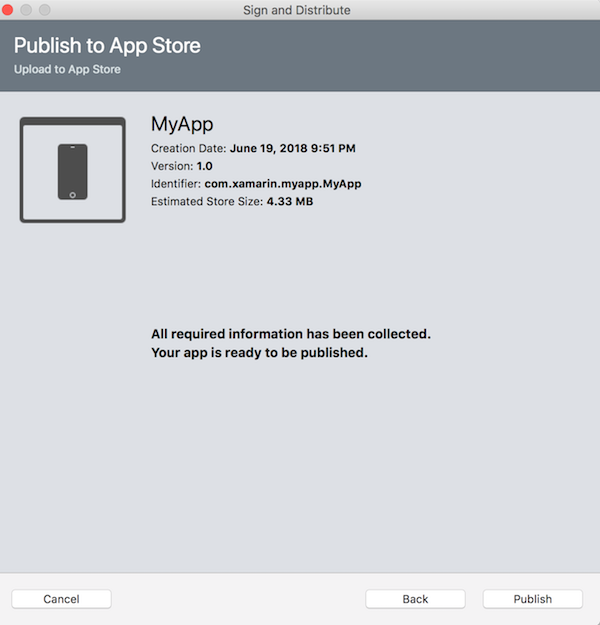 Sign and Distribute
Publish to App Store
Upload to App Store
MyApp
Creation Date: June 19, 2018 9:51 PM
Version: 1.0
Identifier: com.xamarin.myapp.MyApp
Estimated Store Size: 4.33 MB
All required information has been collected.
Your app is ready to be published.
Cancel
Back
Publish